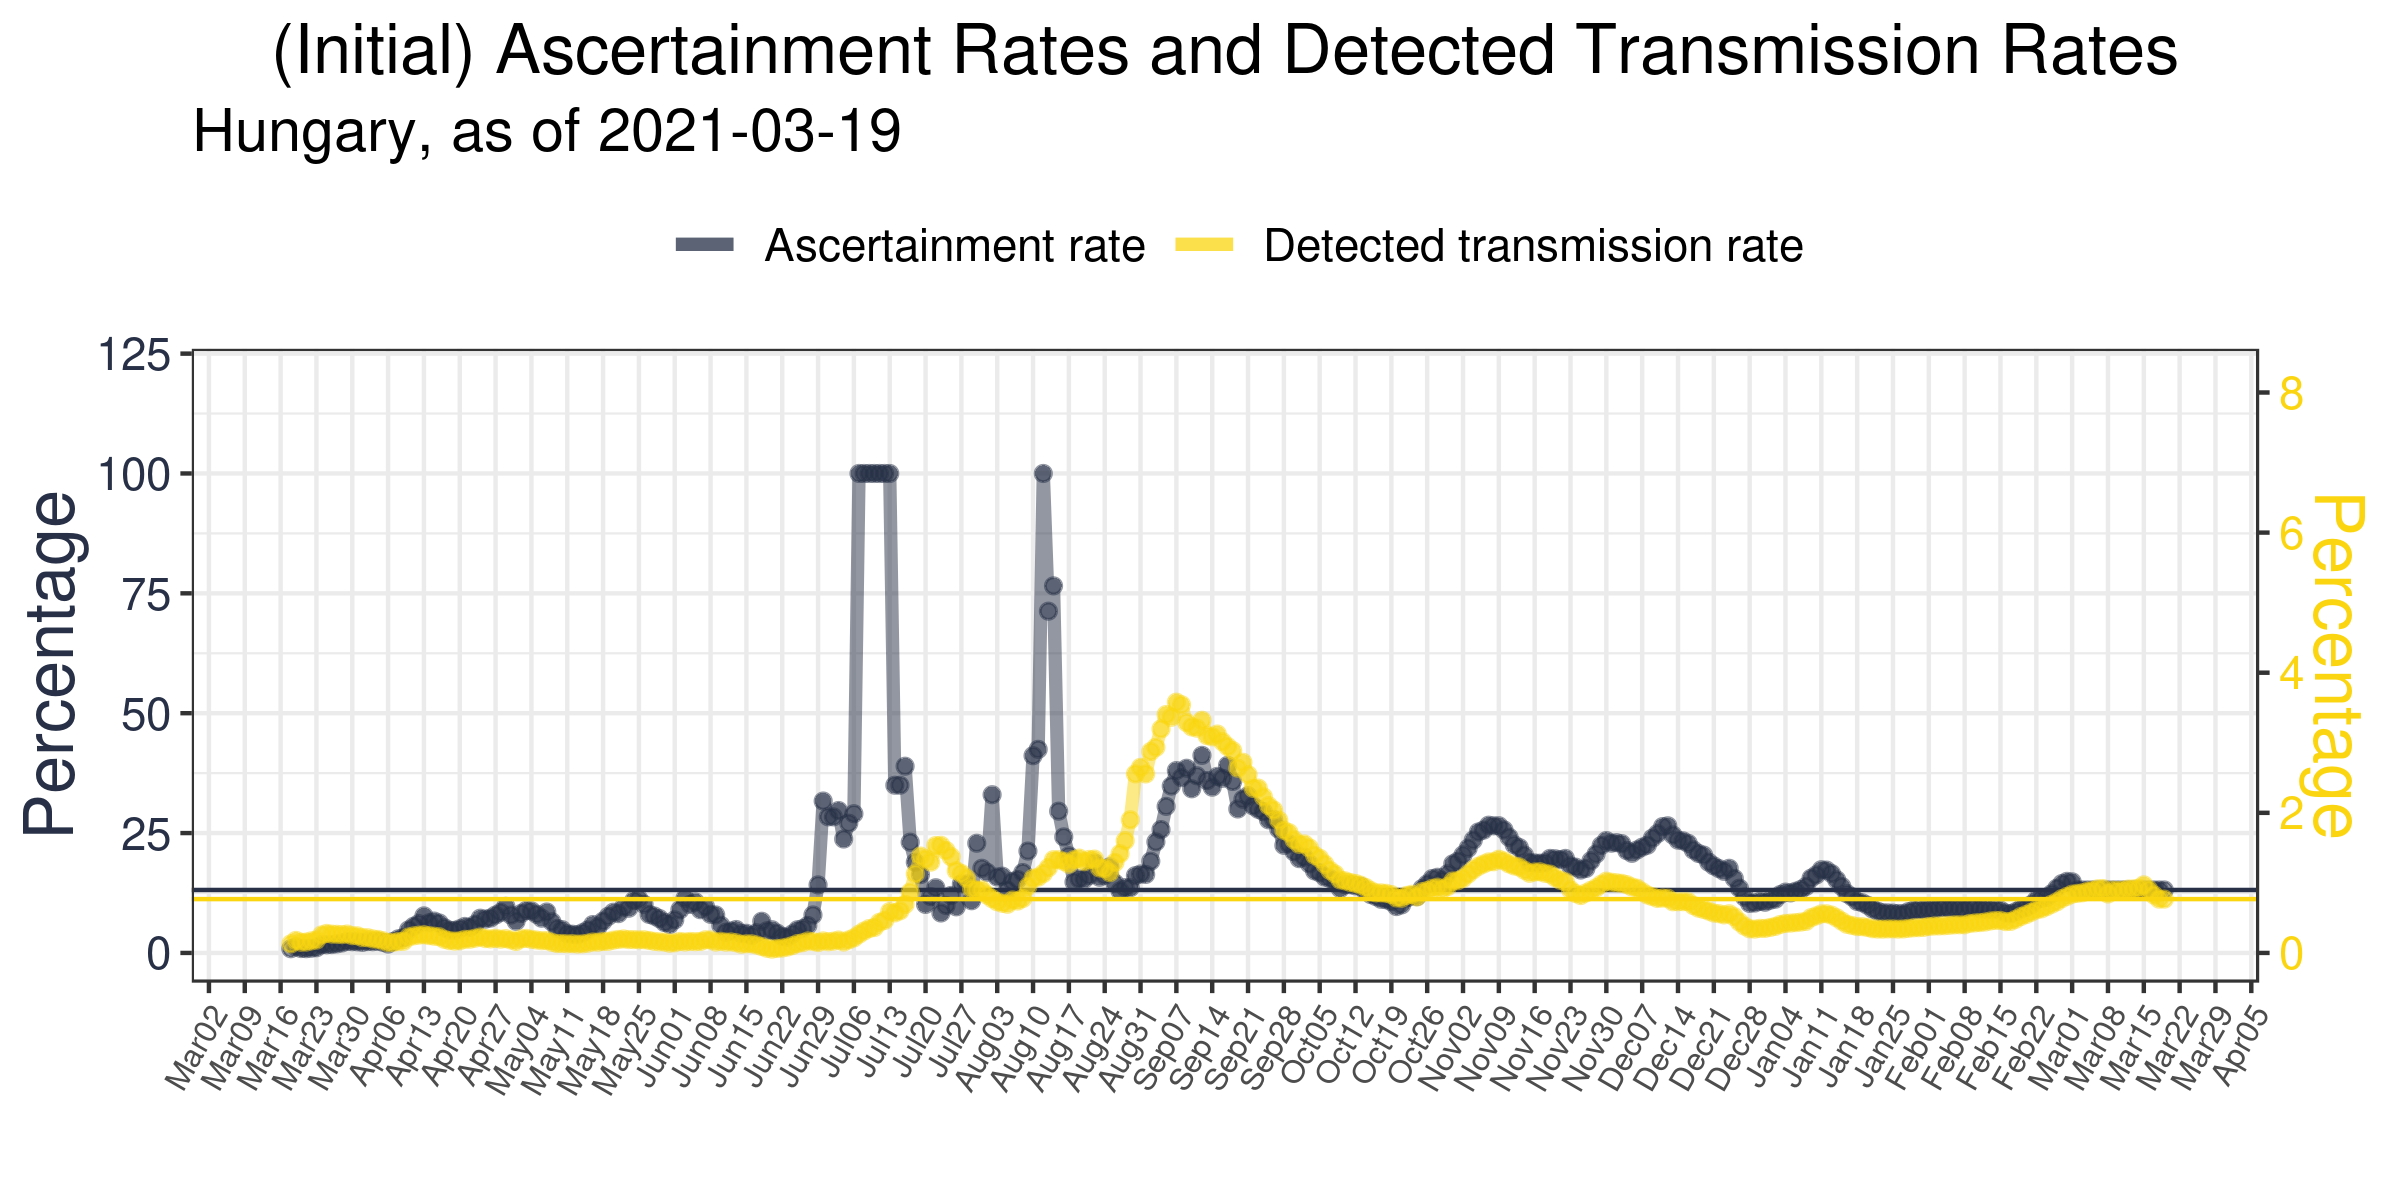 (Initial) Ascertainment Rates and Detected Transmission Rates
Hungary, as of 2021-03-19
Ascertainment rate
Detected transmission rate
125
100
75
50
25
0
Percentage
8
6
4
2
0
Percentage
Mar02
Mar09
Mar16
Mar23
Mar30
Apr06
Apr13
Apr20
Apr27
May04
May11
May18
May25
Jun01
Jun08
Jun15
Jun22
Jun29
Jul06
Jul13
Jul20
Jul27
Aug03
Aug10
Aug17
Aug24
Aug31
Sep07
Sep14
Sep21
Sep28
Oct05
Oct12
Oct19
Oct26
Nov02
Nov09
Nov16
Nov23
Nov30
Dec07
Dec14
Dec21
Dec28
Dec04
Jan11
Jan18
Jan25
Feb01
Feb08
Feb15
Feb22
Mar01
Mar08
Mar15
Mar22
Mar29
Apr05